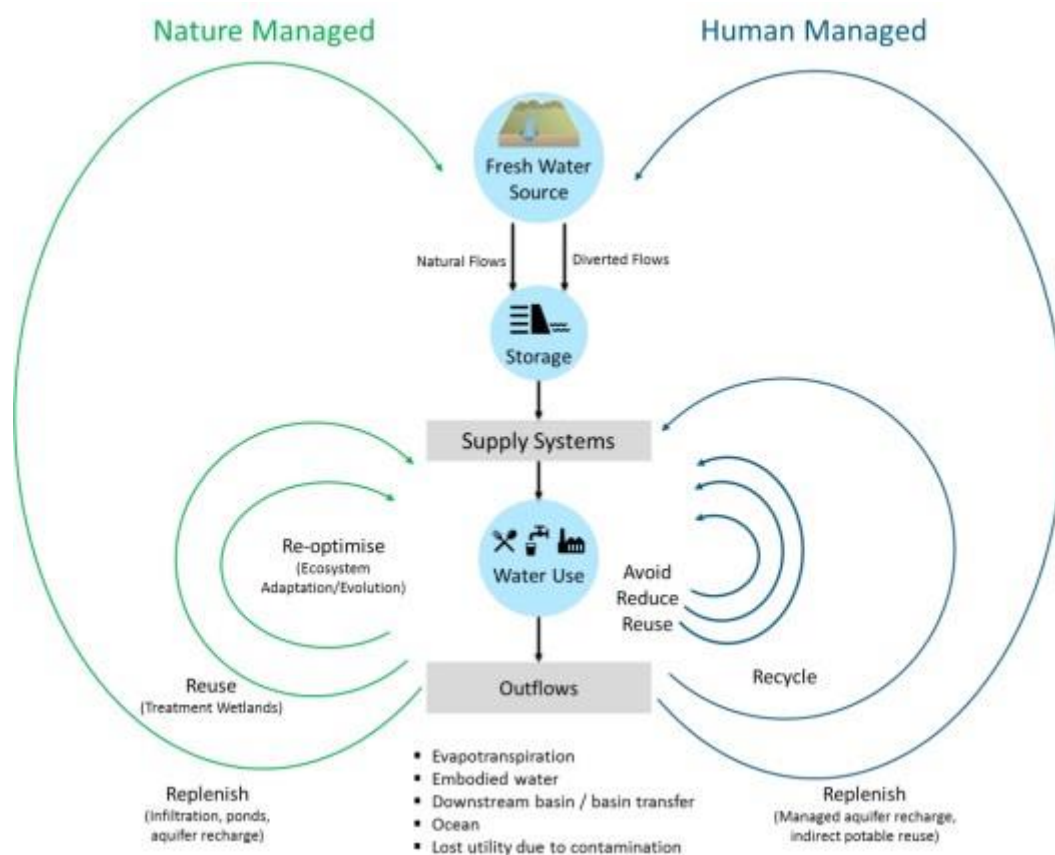 Nature Managed
Human Managed
Fresh Water
Source
Natural Flows
Diverted Flows
Storage
Supply Systems
Re-optimise
(Ecosystem
Adaptation/Evolution)
Water Use
Avoid
Reduce
Reuse
Reuse
(Treatment Wetlands)
Outflows
Recycle
Replenish
(Infiltration, ponds,
aquifer recharge)
▪ Evapotranspiration
▪ Embodied water
▪ Downstream basin / basin transfer
▪ Ocean
▪ Lost utility due to contamination
Replenish
(Managed aquifer recharge,
indirect potable reuse)